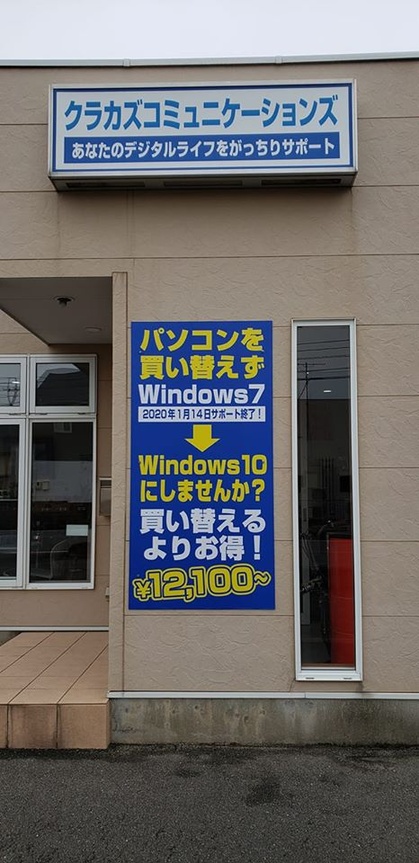 クラカズコミュニケーションズ
あなたのデジタルライフをがっちりサポート
パソコンを
買い替えず
Windows7
2020年1月14日サポート終了！
Windows10
にしませんか？
買い替える
よりお得！
¥12,100~